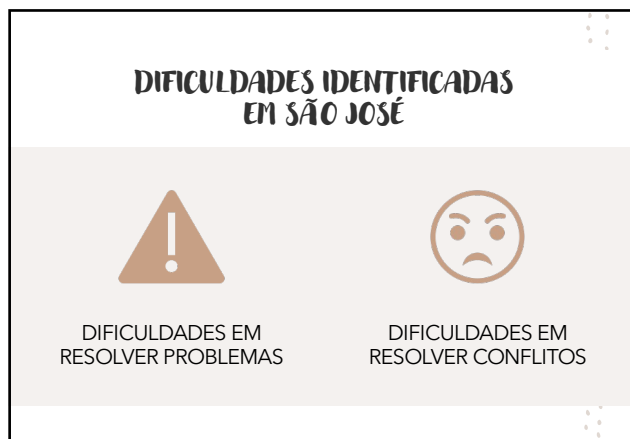 DIFICULDADES IDENTIFICADAS
EM SÃO JOSÉ
DIFICULDADES EM
RESOLVER PROBLEMAS
DIFICULDADES EM
RESOLVER CONFLITOS